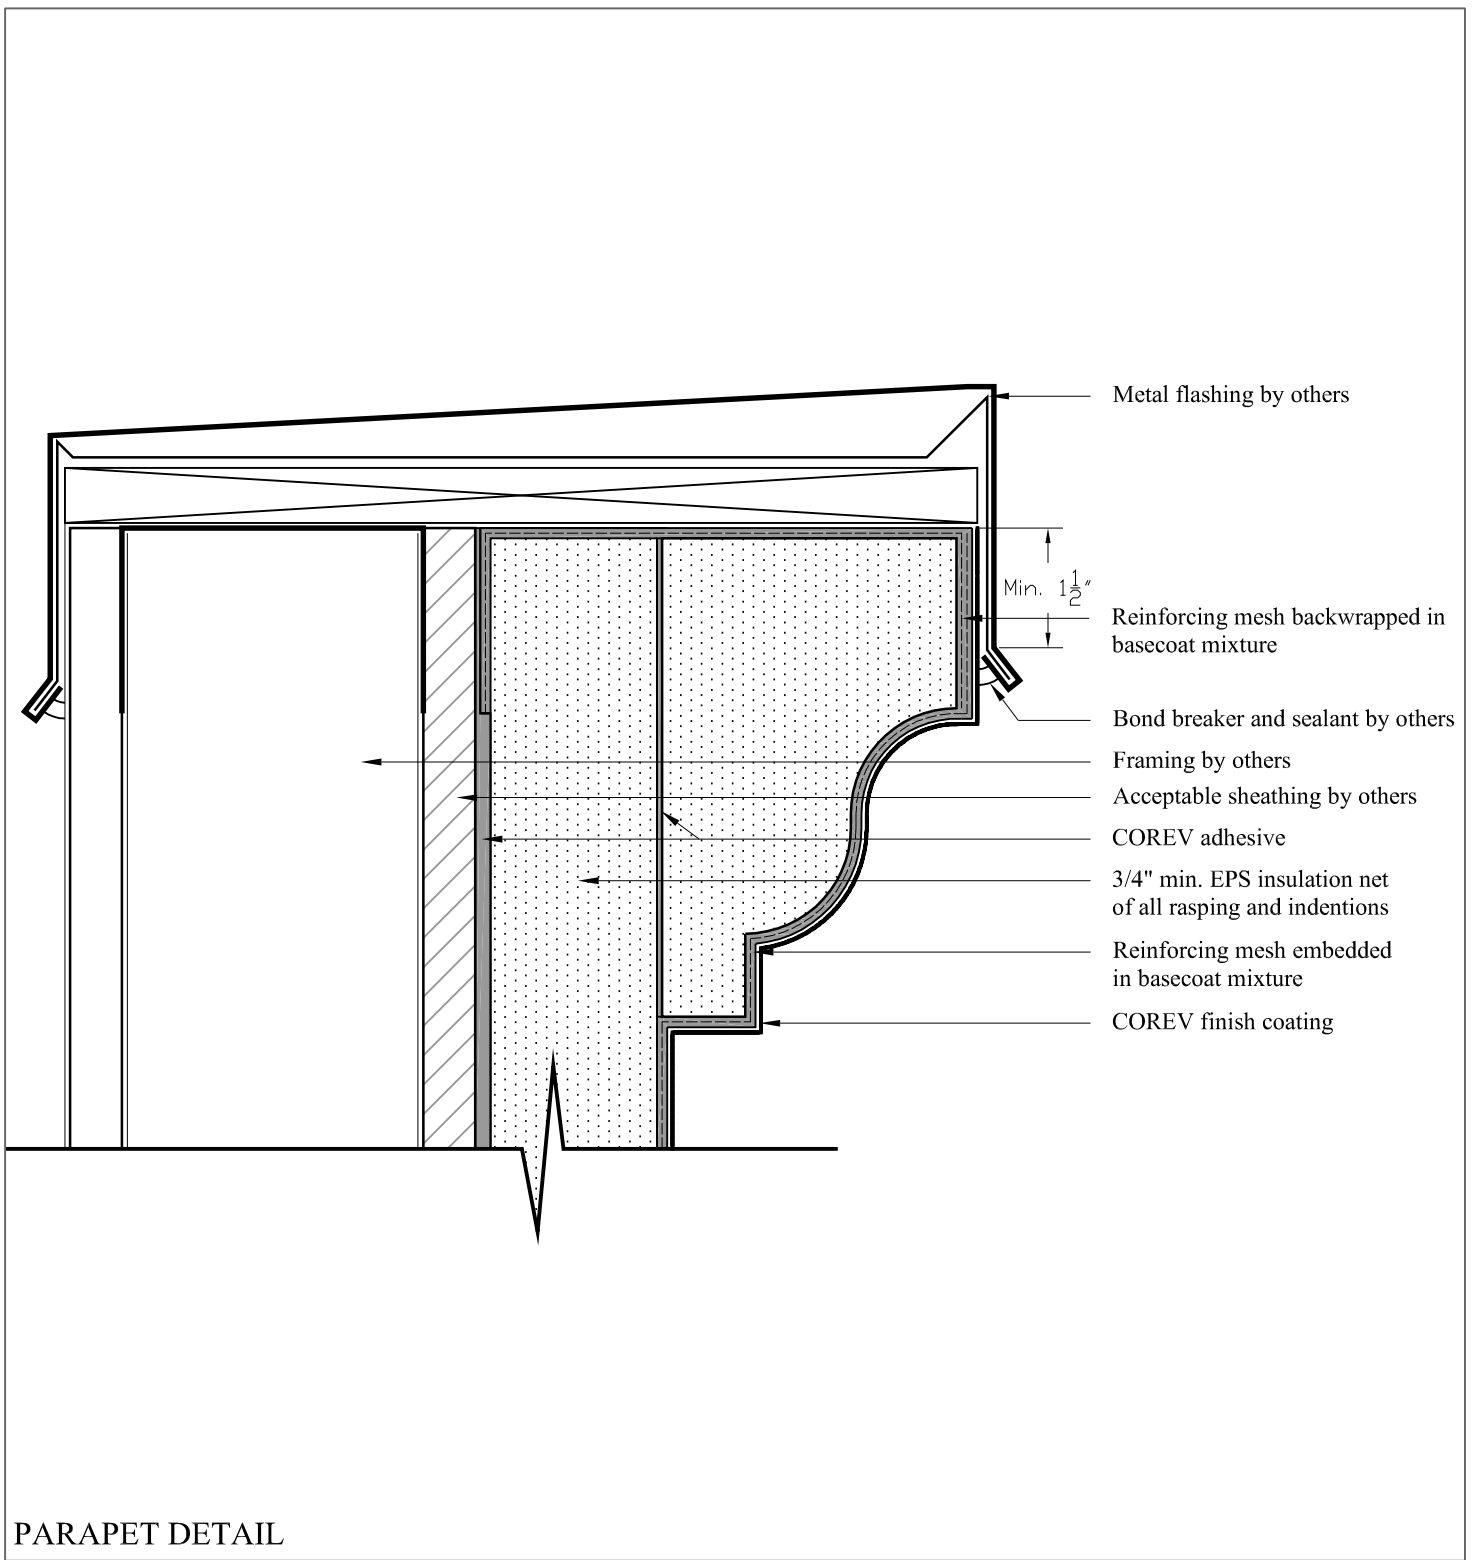 Metal flashing by others
Min. 1 1/2"
Reinforcing mesh backwrapped in
basecoat mixture
Bond breaker and sealant by others
Framing by others
Acceptable sheathing by others
COREV adhesive
3/4" min. EPS insulation net
of all rasping and indentions
Reinforcing mesh embedded
in basecoat mixture
COREV finish coating
PARAPET DETAIL